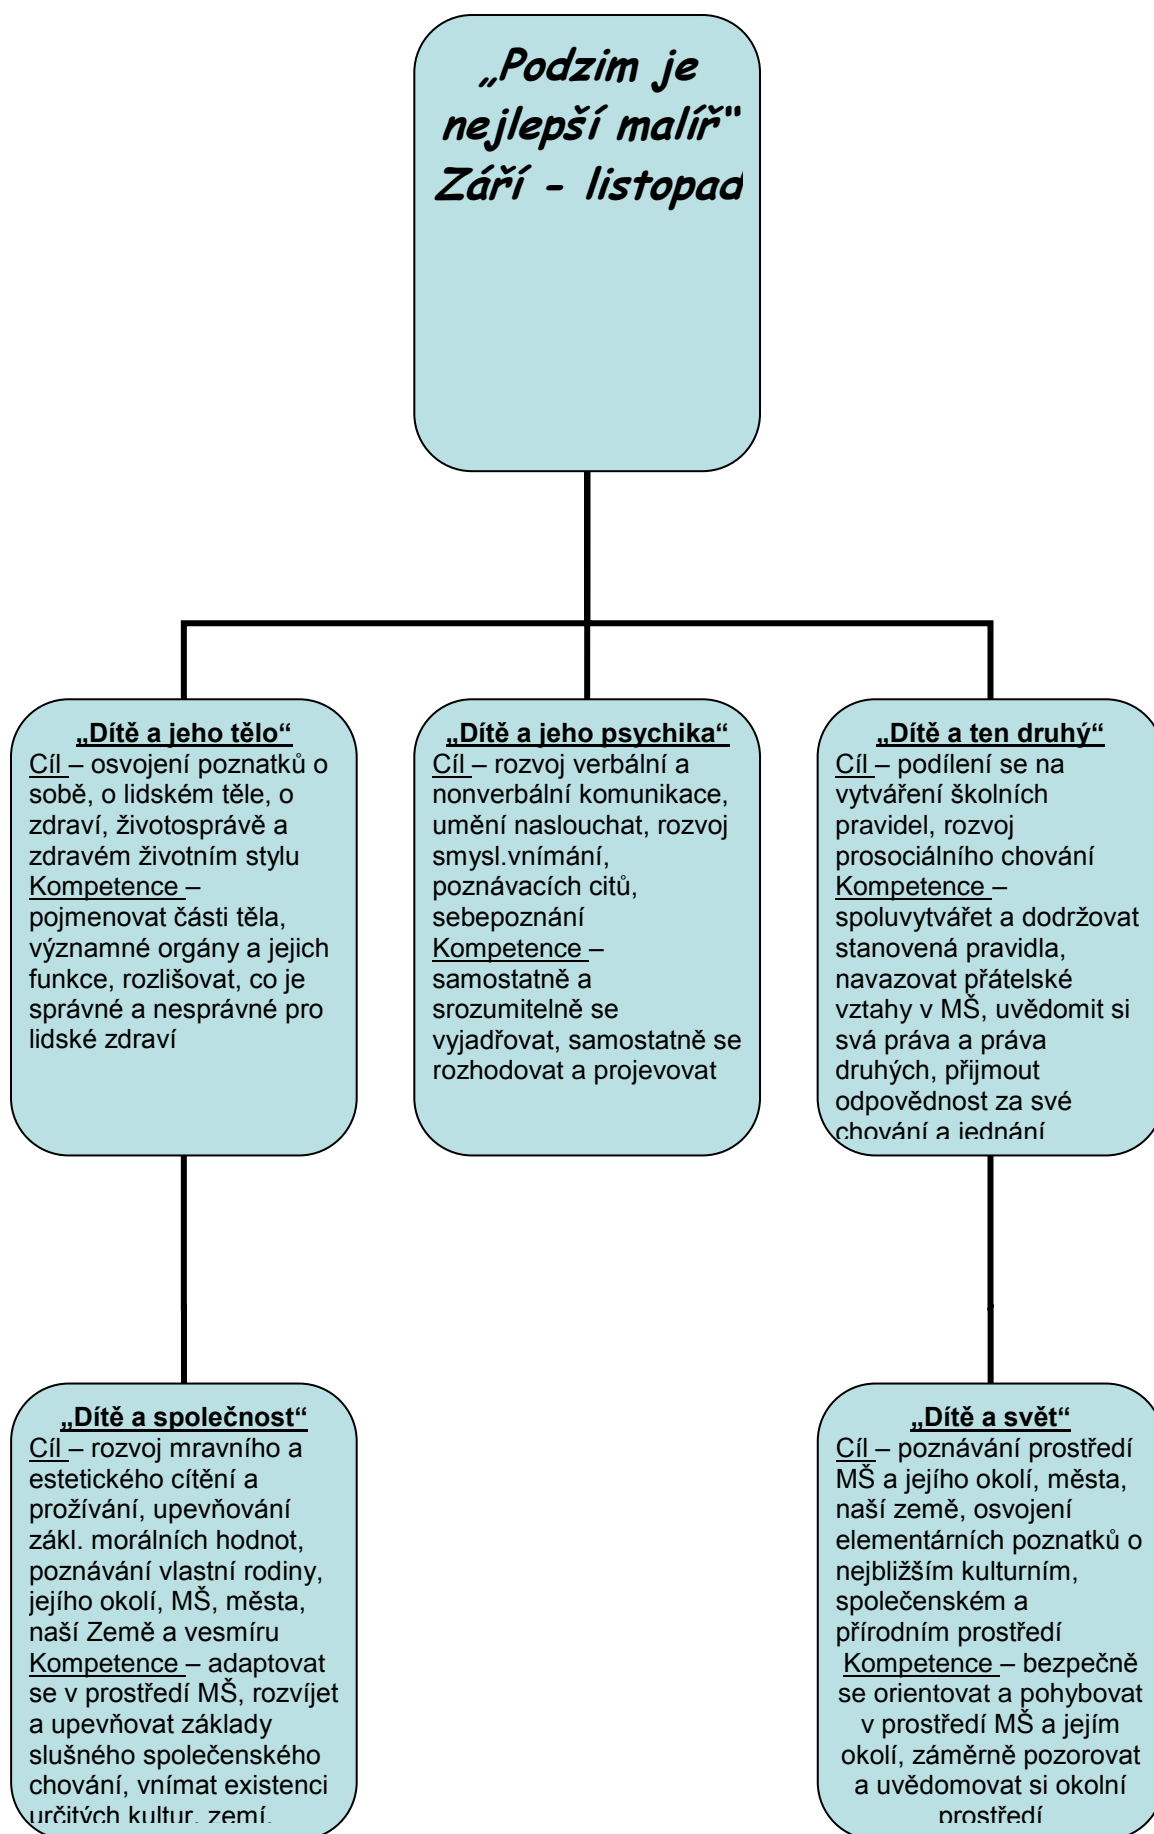 „Podzim je
nejlepší malíř“
Září - listopad
„Dítě a jeho tělo“
Cíl – osvojení poznatků o
sobě, o lidském těle, o
zdraví, životosprávě a
zdravém životním stylu
Kompetence –
pojmenovat části těla,
významné orgány a jejich
funkce, rozlišovat, co je
správné a nesprávné pro
lidské zdraví
„Dítě a jeho psychika“
Cíl – rozvoj verbální a
nonverbální komunikace,
umění naslouchat, rozvoj
smysl.vnímání,
poznávacích citů,
sebepoznání
Kompetence –
samostatně a
srozumitelně se
vyjadřovat, samostatně se
rozhodovat a projevovat
„Dítě a ten druhý“
Cíl – podílení se na
vytváření školních
pravidel, rozvoj
prosociálního chování
Kompetence –
spoluvytvářet a dodržovat
stanovená pravidla,
navazovat přátelské
vztahy v MŠ, uvědomit si
svá práva a práva
druhých, přijmout
odpovědnost za své
chování a jednání
„Dítě a společnost“
Cíl – rozvoj mravního a
estetického cítění a
prožívání, upevňování
zákl. morálních hodnot,
poznávání vlastní rodiny,
jejího okolí, MŠ, města,
naší Země a vesmíru
Kompetence – adaptovat
se v prostředí MŠ, rozvíjet
a upevňovat základy
slušného společenského
chování, vnímat existenci
určitých kultur, zemí,
„Dítě a svět“
Cíl – poznávání prostředí
MŠ a jejího okolí, města,
naší země, osvojení
elementárních poznatků o
nejbližším kulturním,
společenském a
přírodním prostředí
Kompetence – bezpečně
se orientovat a pohybovat
v prostředí MŠ a jejím
okolí, záměrně pozorovat
a uvědomovat si okolní
prostředí